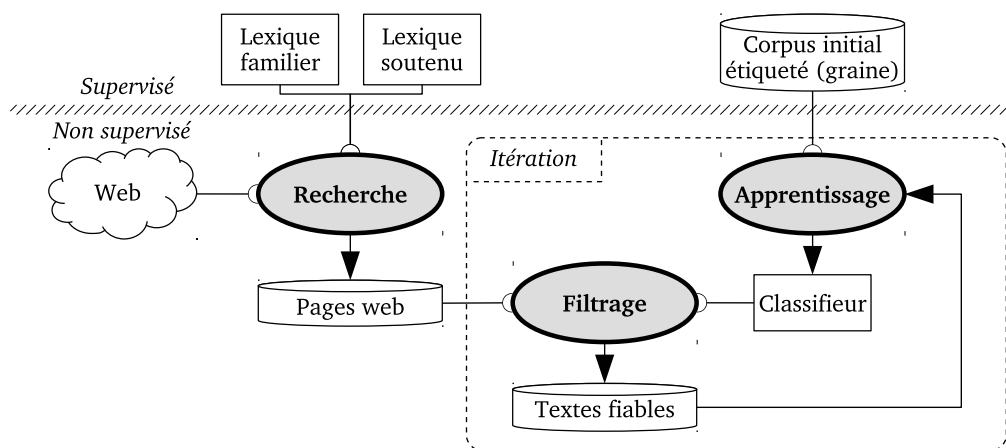 Lexique
familier
Lexique
soutenu
Corpus initial
étiqueté (graine)
Supervisé
Non supervisé
Itération
Web
Recherche
Apprentissage
Pages web
Filtrage
Classifieur
Textes fiables